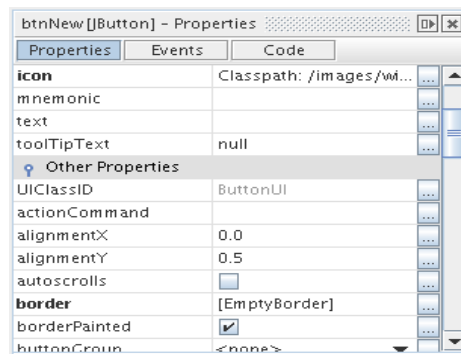 btnNew[JButton] - Properties
Properties Events Code
icon Classpath: /images/wi... ...
mnemonic ...
text ...
toolTipText null ...
Other Properties
UIClassID ButtonUI ...
actionCommand ...
alignmentX 0.0 ...
alignmentY 0.5 ...
autoscrolls ...
border [EmptyBorder] ...
borderPainted ...
buttonGroup <none> ...